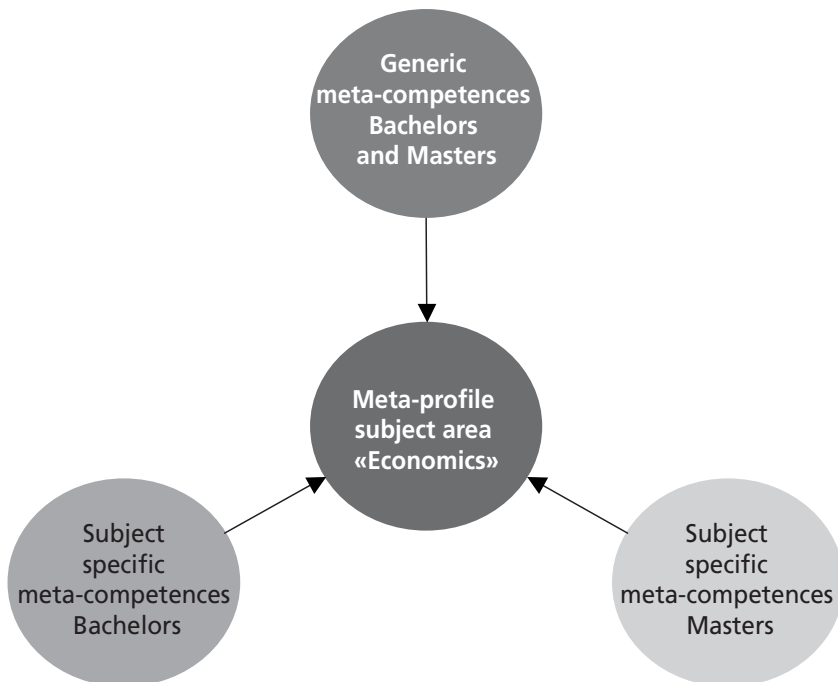 Generic
meta-competences
Bachelors
and Masters
Meta-profile
subject area
«Economics»
Subject
specific
meta-competences
Bachelors
Subject
specific
meta-competences
Masters